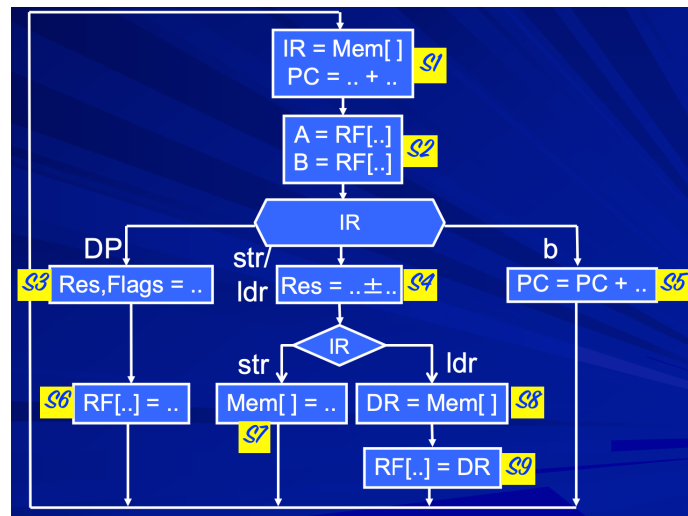 IR = Mem[ ]
PC = .. + ..
S1
A = RF[..]
B = RF[..]
S2
IR
DP
str/
ldr
b
S3
Res,Flags = ..
Res = ..±..
S4
PC = PC + ..
S5
IR
str
ldr
S6
RF[..] = ..
Mem[ ] = ..
S7
DR = Mem[ ]
S8
RF[..] = DR
S9